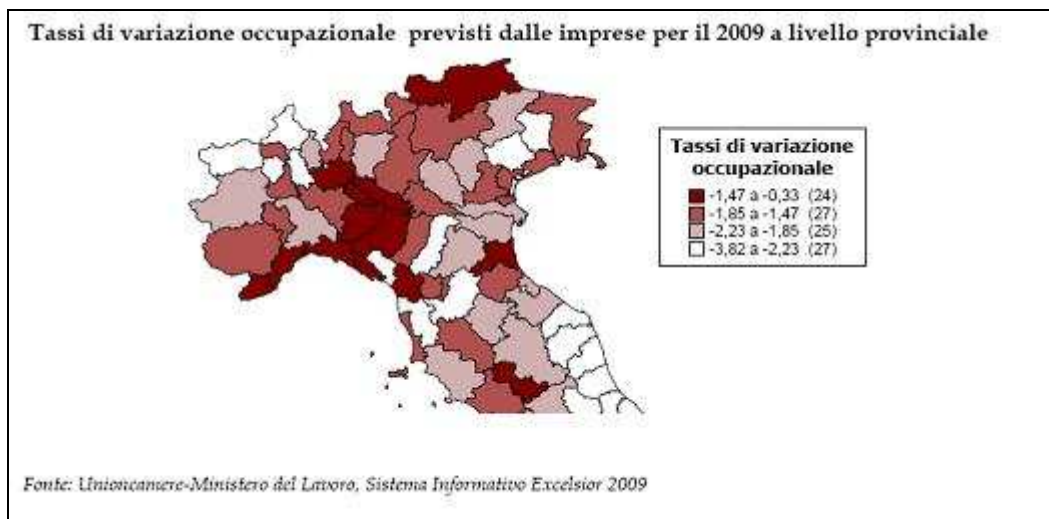 Tassi di variazione occupazionale previsti dalle imprese per il 2009 a livello provinciale
Tassi di variazione
occupazionale
-1,47 a -0,33 (24)
-1,85 a -1,47 (27)
-2,23 a -1,85 (25)
-3,82 a -2,23 (27)
Fonte: Unioncamere-Ministero del Lavoro, Sistema Informativo Excelsior 2009